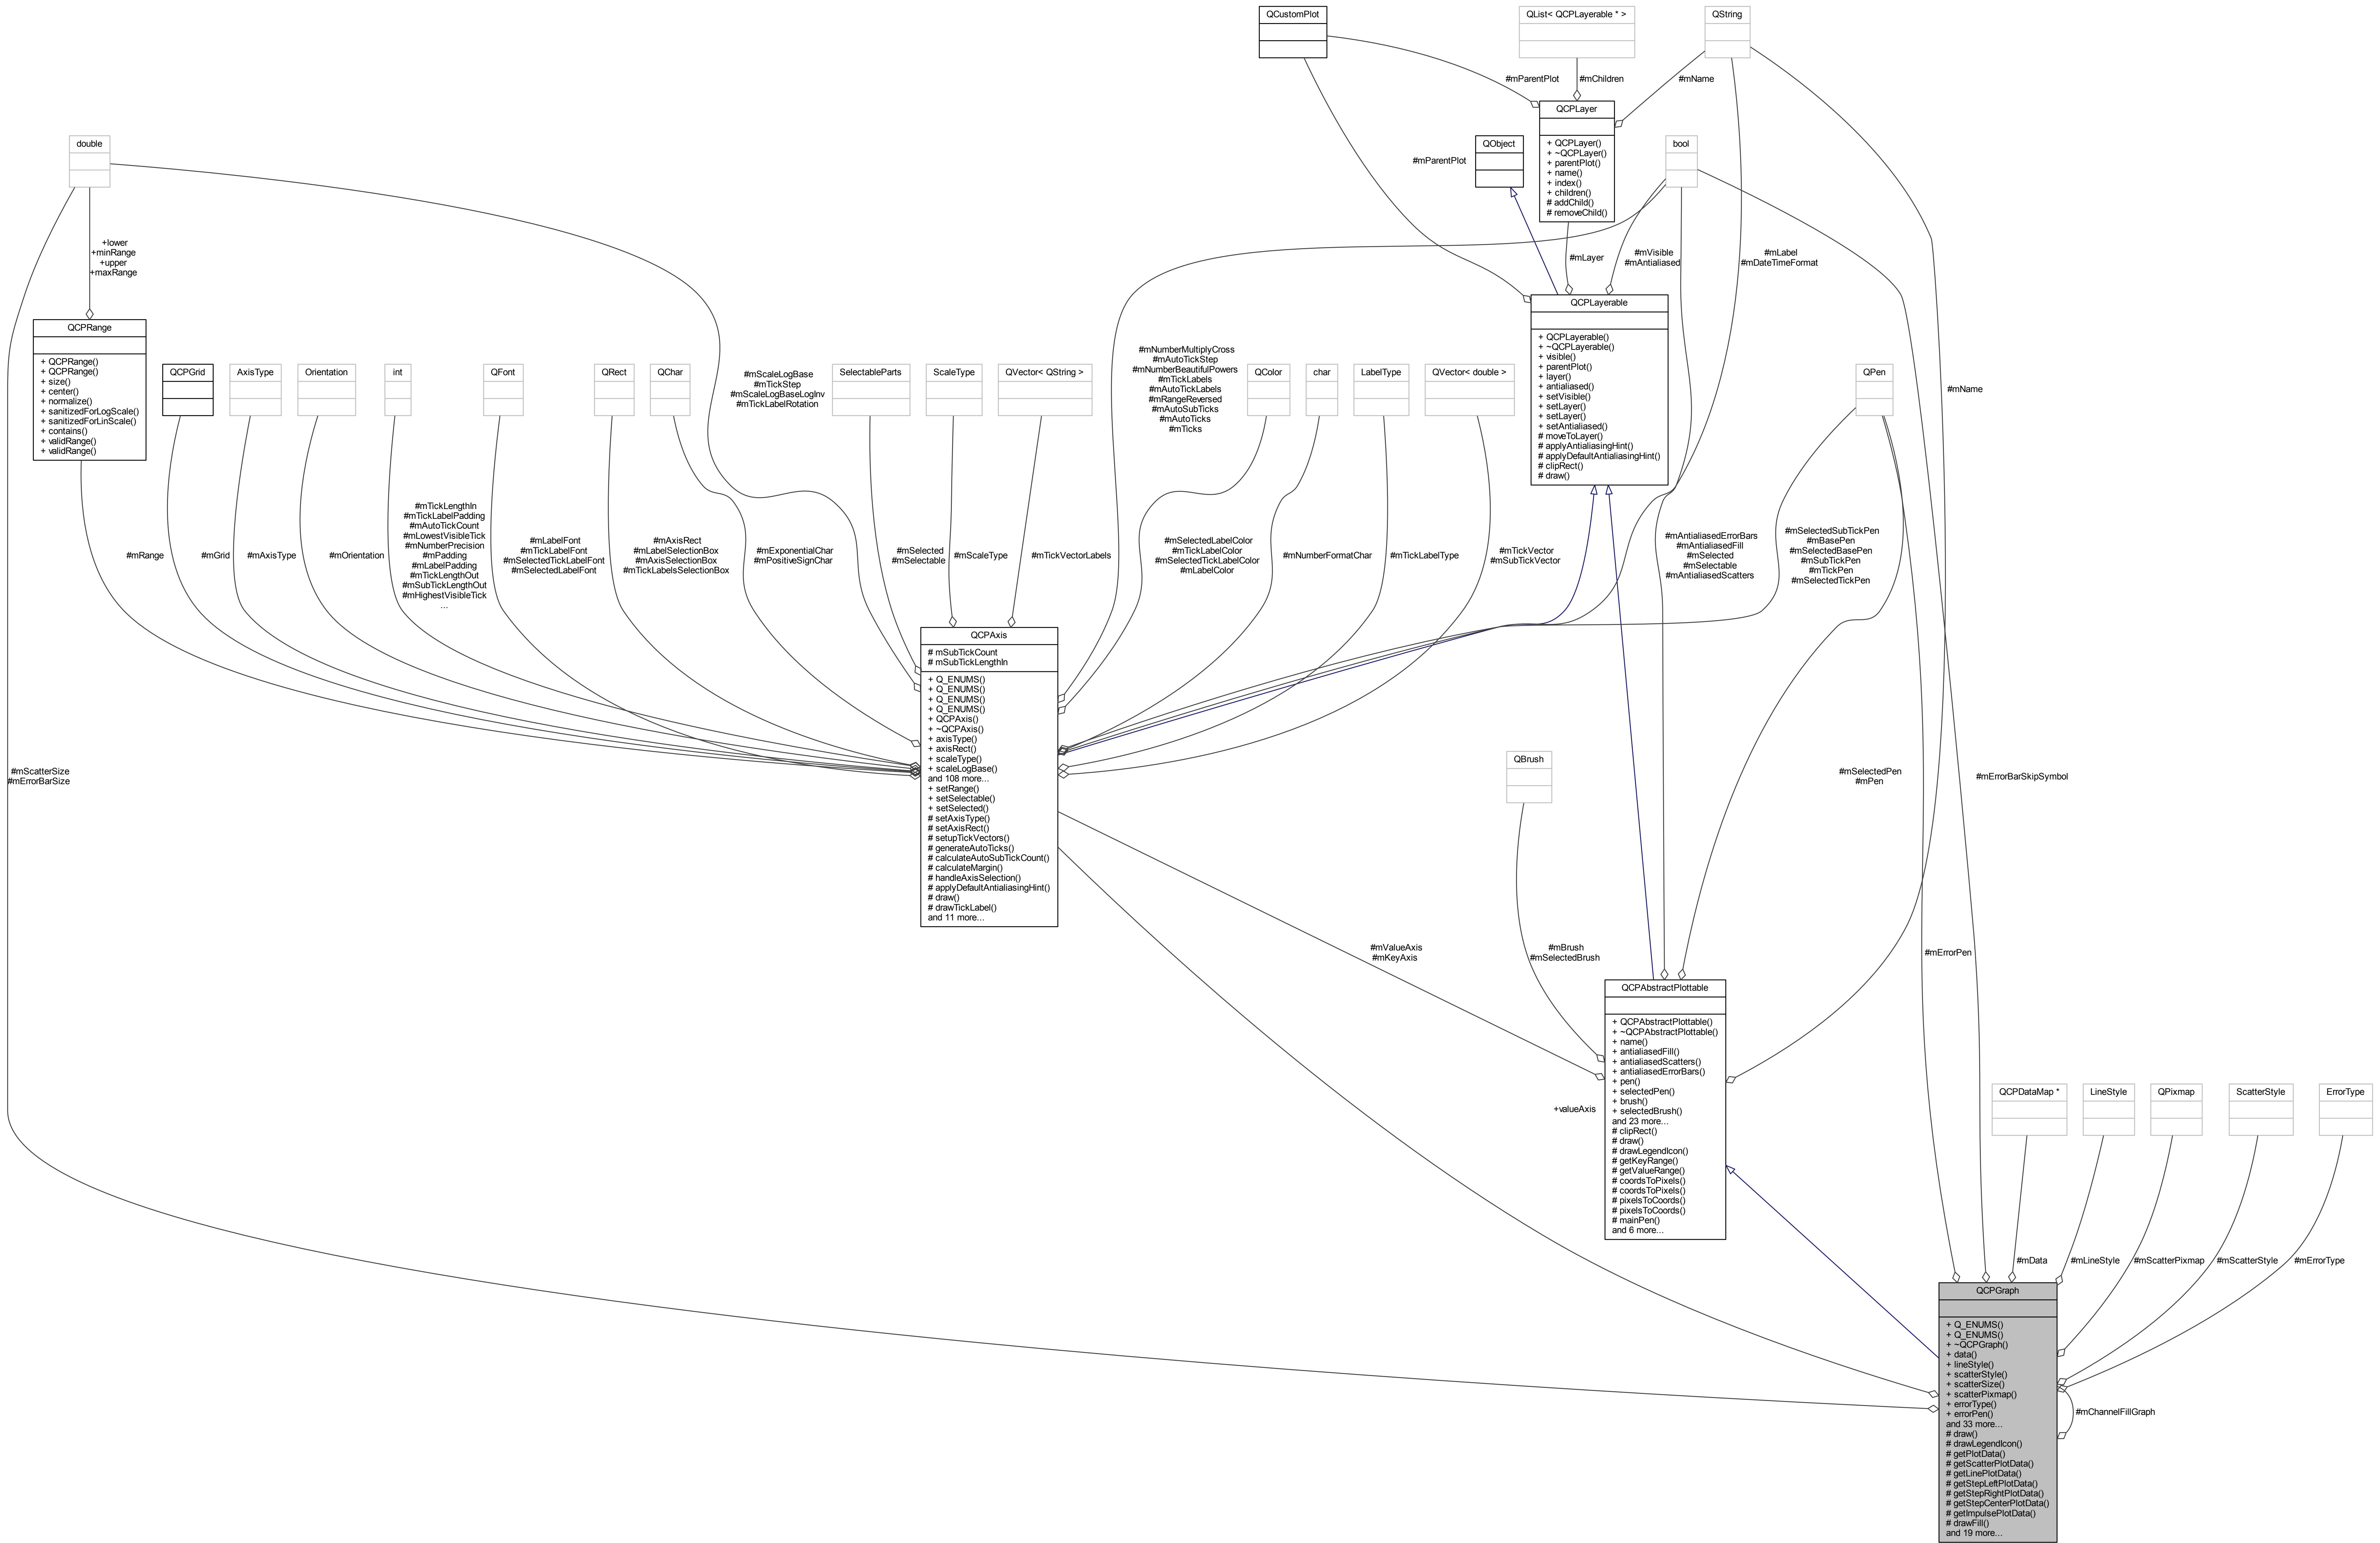 QCustomPlot
QList< QCPLayerable * >
QString
#mParentPlot
#mChildren
#mName
QCPLayer
+ QCPLayer()
+ ~QCPLayer()
+ parentPlot()
+ name()
+ index()
+ children()
# addChild()
# removeChild()
double
QObject
bool
#mParentPlot
+lower
+minRange
+upper
+maxRange
#mLayer
#mVisible
#mAntialiased
#mLabel
#mDateTimeFormat
QCPLayerable
+ QCPLayerable()
+ ~QCPLayerable()
+ visible()
+ parentPlot()
+ layer()
+ antialiased()
+ setVisible()
+ setLayer()
+ setLayer()
+ setAntialiased()
# moveToLayer()
# applyAntialiasingHint()
# applyDefaultAntialiasingHint()
# clipRect()
# draw()
QCPRange
+ QCPRange()
+ QCPRange()
+ size()
+ center()
+ normalize()
+ sanitizedForLogScale()
+ sanitizedForLinScale()
+ contains()
+ validRange()
+ validRange()
QCPGrid
AxisType
Orientation
int
QFont
QRect
QChar
#mScaleLogBase
#mTickStep
#mScaleLogBaseLogInv
#mTickLabelRotation
SelectableParts
ScaleType
QVector< QString >
#mNumberMultiplyCross
#mAutoTickStep
#mNumberBeautifulPowers
#mTickLabels
#mAutoTickLabels
#mRangeReversed
#mAutoSubTicks
#mAutoTicks
#mTicks
QColor
char
LabelType
QVector< double >
QPen
#mName
#mRange
#mGrid
#mAxisType
#mOrientation
#mTickLengthIn
#mTickLabelPadding
#mAutoTickCount
#mLowestVisibleTick
#mNumberPrecision
#mPadding
#mLabelPadding
#mTickLengthOut
#mSubTickLengthOut
#mHighestVisibleTick
...
#mLabelFont
#mTickLabelFont
#mSelectedTickLabelFont
#mSelectedLabelFont
#mAxisRect
#mLabelSelectionBox
#mAxisSelectionBox
#mTickLabelsSelectionBox
#mExponentialChar
#mPositiveSignChar
#mSelected
#mSelectable
#mScaleType
#mTickVectorLabels
#mSelectedLabelColor
#mTickLabelColor
#mSelectedTickLabelColor
#mLabelColor
#mNumberFormatChar
#mTickLabelType
#mTickVector
#mSubTickVector
#mAntialiasedErrorBars
#mAntialiasedFill
#mSelected
#mSelectable
#mAntialiasedScatters
#mSelectedSubTickPen
#mBasePen
#mSelectedBasePen
#mSubTickPen
#mTickPen
#mSelectedTickPen
QCPAxis
# mSubTickCount
# mSubTickLengthIn
+ Q_ENUMS()
+ Q_ENUMS()
+ Q_ENUMS()
+ Q_ENUMS()
+ QCPAxis()
+ ~QCPAxis()
+ axisType()
+ axisRect()
+ scaleType()
+ scaleLogBase()
and 108 more...
+ setRange()
+ setSelectable()
+ setSelected()
# setAxisType()
# setAxisRect()
# setupTickVectors()
# generateAutoTicks()
# calculateAutoSubTickCount()
# calculateMargin()
# handleAxisSelection()
# applyDefaultAntialiasingHint()
# draw()
# drawTickLabel()
and 11 more...
#mScatterSize
#mErrorBarSize
QBrush
#mSelectedPen
#mPen
#mErrorBarSkipSymbol
#mValueAxis
#mKeyAxis
#mBrush
#mSelectedBrush
#mErrorPen
QCPAbstractPlottable
+ QCPAbstractPlottable()
+ ~QCPAbstractPlottable()
+ name()
+ antialiasedFill()
+ antialiasedScatters()
+ antialiasedErrorBars()
+ pen()
+ selectedPen()
+ brush()
+ selectedBrush()
and 23 more...
# clipRect()
# draw()
# drawLegendIcon()
# getKeyRange()
# getValueRange()
# coordsToPixels()
# coordsToPixels()
# pixelsToCoords()
# pixelsToCoords()
# mainPen()
and 6 more...
+valueAxis
QCPDataMap *
LineStyle
QPixmap
ScatterStyle
ErrorType
#mData
#mLineStyle
#mScatterPixmap
#mScatterStyle
#mErrorType
QCPGraph
+ Q_ENUMS()
+ Q_ENUMS()
+ ~QCPGraph()
+ data()
+ lineStyle()
+ scatterStyle()
+ scatterSize()
+ scatterPixmap()
+ errorType()
+ errorPen()
and 33 more...
# draw()
# drawLegendIcon()
# getPlotData()
# getScatterPlotData()
# getLinePlotData()
# getStepLeftPlotData()
# getStepRightPlotData()
# getStepCenterPlotData()
# getImpulsePlotData()
# drawFill()
and 19 more...
#mChannelFillGraph